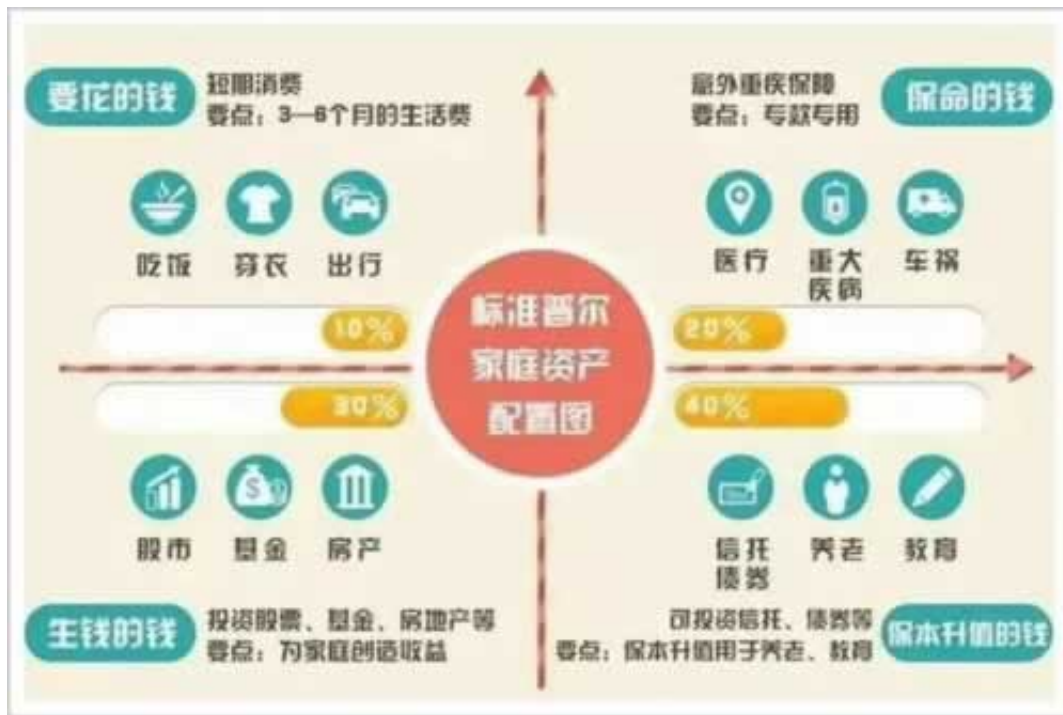 要花的钱
短期消费
要点：3—6个月的生活费
吃饭
穿衣
出行
10%
意外重疾保障
要点：专款专用
保命的钱
医疗
重大
疾病
车祸
20%
标准普尔
家庭资产
配置图
30%
股市
基金
房产
生钱的钱
投资股票、基金、房地产等
要点：为家庭创造收益
40%
信托
债券
养老
教育
可投资信托、债券等
要点：保本升值用于养老、教育
保本升值的钱